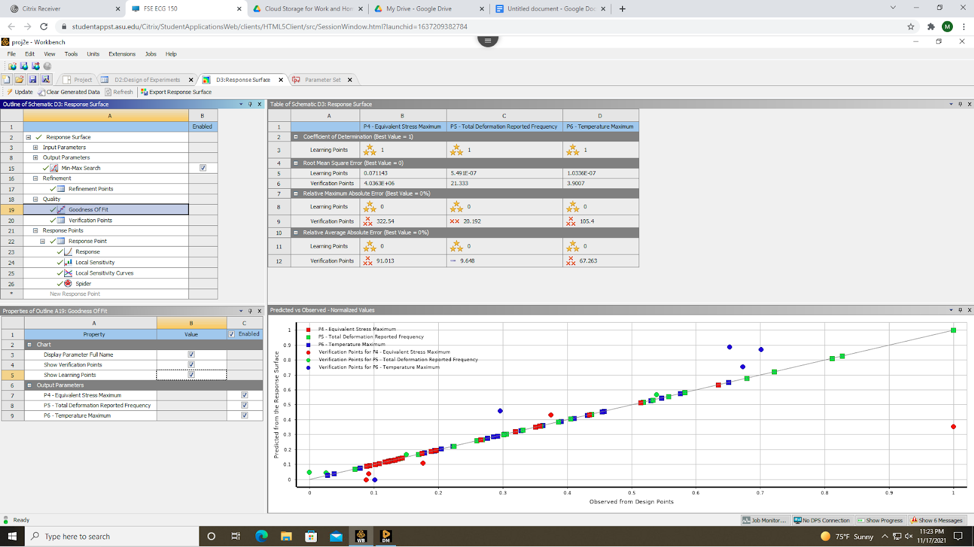 Citrix Receiver
FSE ECG 150
Cloud Storage for Work and Hom
My Drive - Google Drive
Untitled document - Google Doc
studentappst.asu.edu/Citrix/StudentApplicationsWeb/clients/HTML5Client/src/SessionWindow.html?launchid=1637209382784
M
proj2e - Workbench
File Edit View Tools Units Extensions Jobs Help
Project
D2:Design of Experiments
D3:Response Surface
Parameter Set
Update
Clear Generated Data
Refresh
Export Response Surface
Outline of Schematic D3: Response Surface
A B
1 Enabled
2 Response Surface
3 Input Parameters
8 Output Parameters
15 Min-Max Search
16 Refinement
17 Refinement Points
18 Quality
19 Goodness Of Fit
20 Verification Points
21 Response Points
22 Response Point
23 Response
24 Local Sensitivity
25 Local Sensitivity Curves
26 Spider
* New Response Point
Properties of Outline A19: Goodness Of Fit
A B C
1 Property Value Enabled
2 Chart
3 Display Parameter Full Name
4 Show Verification Points
5 Show Learning Points
6 Output Parameters
7 P4 - Equivalent Stress Maximum
8 P5 - Total Deformation Reported Frequency
9 P6 - Temperature Maximum
Table of Schematic D3: Response Surface
A B C D
1 P4 - Equivalent Stress Maximum P5 - Total Deformation Reported Frequency P6 - Temperature Maximum
2 Coefficient of Determination (Best Value = 1)
3 Learning Points 1 1 1
4 Root Mean Square Error (Best Value = 0)
5 Learning Points 0.071143 5.491E-07 1.0336E-07
6 Verification Points 4.0363E+06 21.333 3.9007
7 Relative Maximum Absolute Error (Best Value = 0%)
8 Learning Points 0 0 0
9 Verification Points 322.54 20.192 105.4
10 Relative Average Absolute Error (Best Value = 0%)
11 Learning Points 0 0 0
12 Verification Points 91.013 9.648 67.263
Predicted vs Observed - Normalized Values
P4 - Equivalent Stress Maximum
P5 - Total Deformation Reported Frequency
P6 - Temperature Maximum
Verification Points for P4 - Equivalent Stress Maximum
Verification Points for P5 - Total Deformation Reported Frequency
Verification Points for P6 - Temperature Maximum
Predicted from the Response Surface
1
0.9
0.8
0.7
0.6
0.5
0.4
0.3
0.2
0.1
0
0 0.1 0.2 0.3 0.4 0.5 0.6 0.7 0.8 0.9 1
Observed from Design Points
Ready
Job Monitor...
No DPS Connection
Show Progress
Show 6 Messages
Type here to search
WB
DM
75°F Sunny
11:23 PM
11/17/2021